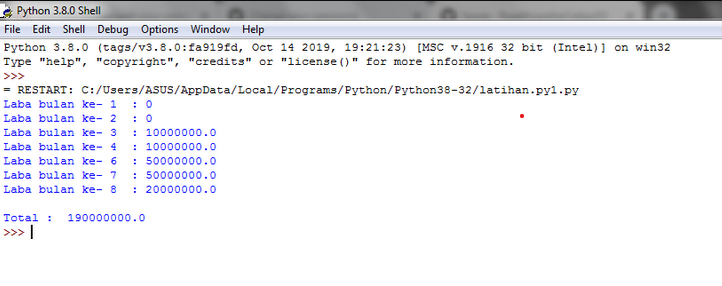 Python 3.8.0 Shell
File Edit Shell Debug Options Window Help
Python 3.8.0 (tags/v3.8.0:fa919fd, Oct 14 2019, 19:21:23) [MSC v.1916 32 bit (Intel)] on win32
Type "help", "copyright", "credits" or "license()" for more information.
>>>
= RESTART: C:/Users/ASUS/AppData/Local/Programs/Python/Python38-32/latihan.py1.py
Laba bulan ke- 1  : 0
Laba bulan ke- 2  : 0
Laba bulan ke- 3  : 10000000.0
Laba bulan ke- 4  : 10000000.0
Laba bulan ke- 6  : 50000000.0
Laba bulan ke- 7  : 50000000.0
Laba bulan ke- 8  : 20000000.0
Total :  190000000.0
>>>